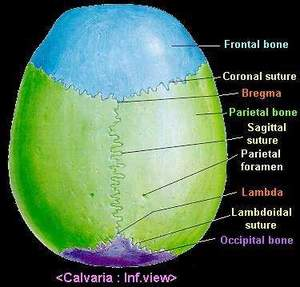 Frontal bone
Coronal suture
Bregma
Parietal bone
Sagittal
suture
Parietal
foramen
Lambda
Lambdoidal
suture
Occipital bone
<Calvaria : Inf.view>